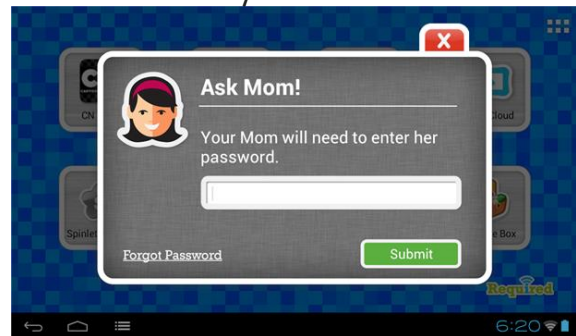 X
Ask Mom!
Your Mom will need to enter her
password.
Forgot Password
Submit
CN
loud
Spinlet
e Box
Required
6:20